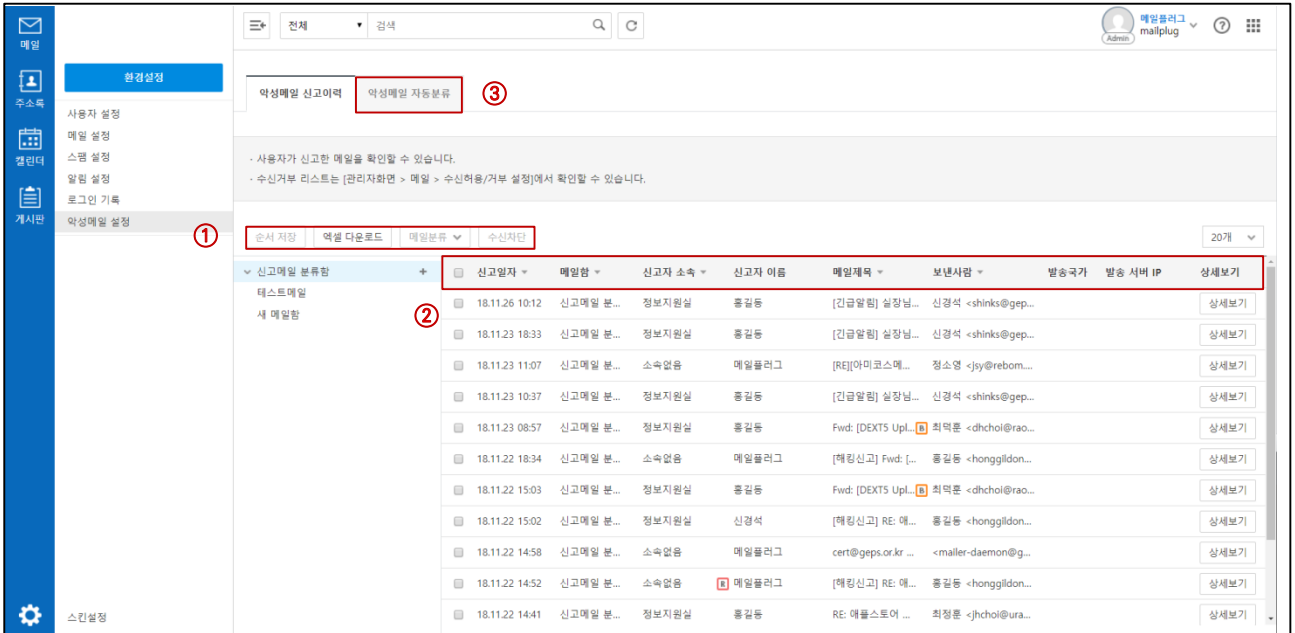 메일
주소록
캘린더
게시판
환경설정
사용자 설정
메일 설정
스팸 설정
알림 설정
로그인 기록
악성메일 설정
스킨설정
전체 검색
Admin 메일플러그
mallplug
악성메일 신고이력 악성메일 자동분류 ③
· 사용자가 신고한 메일을 확인할 수 있습니다.
· 수신거부 리스트는 [관리자화면 > 메일 > 수신허용/거부 설정]에서 확인할 수 있습니다.
① 순서 저장 엑셀 다운로드 메일분류 수신차단 20개
신고메일 분류함 +
테스트메일
새 메일함
②
신고일자 메일함 신고자 소속 신고자 이름 메일제목 보낸사람 발송국가 발송 서버 IP 상세보기
18.11.26 10:12 신고메일 분... 정보지원실 홍길동 [긴급알림] 실장님... 신경석 <shinks@gep... 상세보기
18.11.23 18:33 신고메일 분... 정보지원실 홍길동 [긴급알림] 실장님... 신경석 <shinks@gep... 상세보기
18.11.23 11:07 신고메일 분... 소속없음 메일플러그 [RE][아미코스메... 정소영 <jsy@rebom.... 상세보기
18.11.23 10:37 신고메일 분... 정보지원실 홍길동 [긴급알림] 실장님... 신경석 <shinks@gep... 상세보기
18.11.23 08:57 신고메일 분... 정보지원실 홍길동 Fwd: [DEXT5 Upl... B 최덕훈 <dhchoi@rao... 상세보기
18.11.22 18:34 신고메일 분... 소속없음 메일플러그 [해킹신고] Fwd: [... 홍길동 <honggildon... 상세보기
18.11.22 15:03 신고메일 분... 정보지원실 홍길동 Fwd: [DEXT5 Upl... B 최덕훈 <dhchoi@rao... 상세보기
18.11.22 15:02 신고메일 분... 정보지원실 신경석 [해킹신고] RE: 애... 홍길동 <honggildon... 상세보기
18.11.22 14:58 신고메일 분... 소속없음 메일플러그 cert@geps.or.kr ... <mailer-daemon@g... 상세보기
18.11.22 14:52 신고메일 분... 소속없음 R 메일플러그 [해킹신고] RE: 애... 홍길동 <honggildon... 상세보기
18.11.22 14:41 신고메일 분... 정보지원실 홍길동 RE: 애플스토어 ... 최정훈 <jhchoi@ura... 상세보기